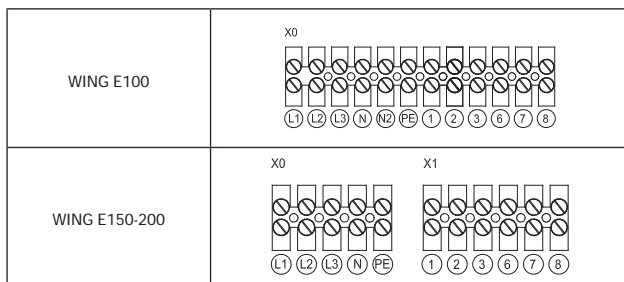 WING E100
X0
L1 L2 L3 N N2 PE 1 2 3 6 7 8
WING E150-200
X0 X1
L1 L2 L3 N PE 1 2 3 6 7 8